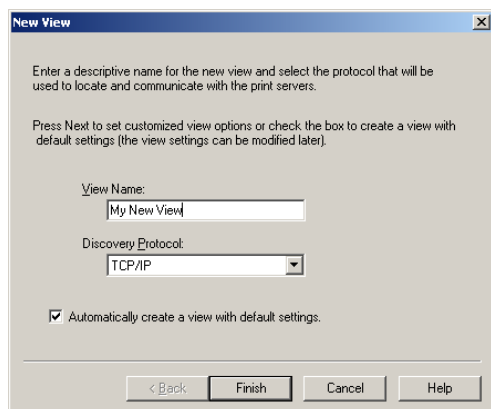 New View
Enter a descriptive name for the new view and select the protocol that will be
used to locate and communicate with the print servers.
Press Next to set customized view options or check the box to create a view with
default settings (the view settings can be modified later).
View Name:
My New View
Discovery Protocol:
TCP/IP
Automatically create a view with default settings.
< Back
Finish
Cancel
Help